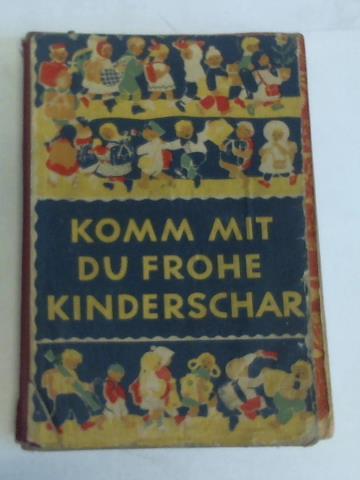 KOMM MIT
DU FROHE
KINDERSCHAR